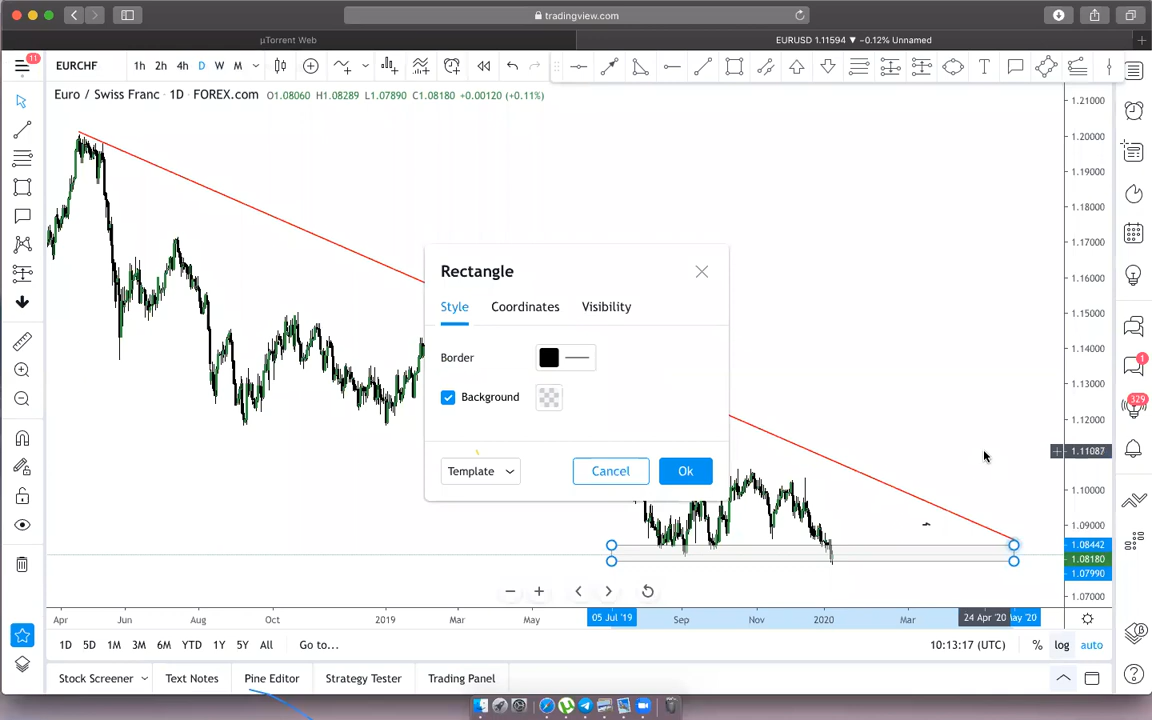 tradingview.com
µTorrent Web
EURUSD 1.11594 ▼ −0.12% Unnamed
11
EURCHF
1h 2h 4h D W M
Euro / Swiss Franc · 1D · FOREX.com O1.08060 H1.08289 L1.07890 C1.08180 +0.00120 (+0.11%)
1.21000
1.20000
1.19000
1.18000
1.17000
1.16000
1.15000
1.14000
1.13000
1.12000
1.11087
1.10000
1.09000
1.08442
1.08180
1.07990
1.07000
Rectangle
Style Coordinates Visibility
Border
Background
Template
Cancel
Ok
1
329
Apr Jun Aug Oct 2019 Mar May 05 Jul '19 Sep Nov 2020 Mar 24 Apr '20 May '20
1D 5D 1M 3M 6M YTD 1Y 5Y All Go to...
10:13:17 (UTC) % log auto
Stock Screener Text Notes Pine Editor Strategy Tester Trading Panel